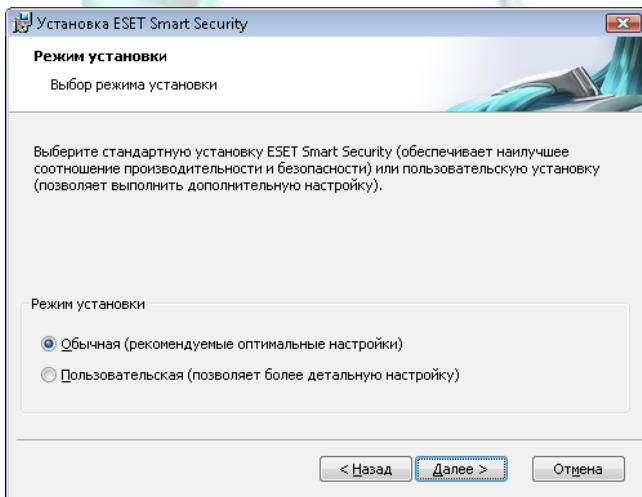 Установка ESET Smart Security
Режим установки
Выбор режима установки
Выберите стандартную установку ESET Smart Security (обеспечивает наилучшее
соотношение производительности и безопасности) или пользовательскую установку
(позволяет выполнить дополнительную настройку).
Режим установки
Обычная (рекомендуемые оптимальные настройки)
Пользовательская (позволяет более детальную настройку)
< Назад Далее > Отмена